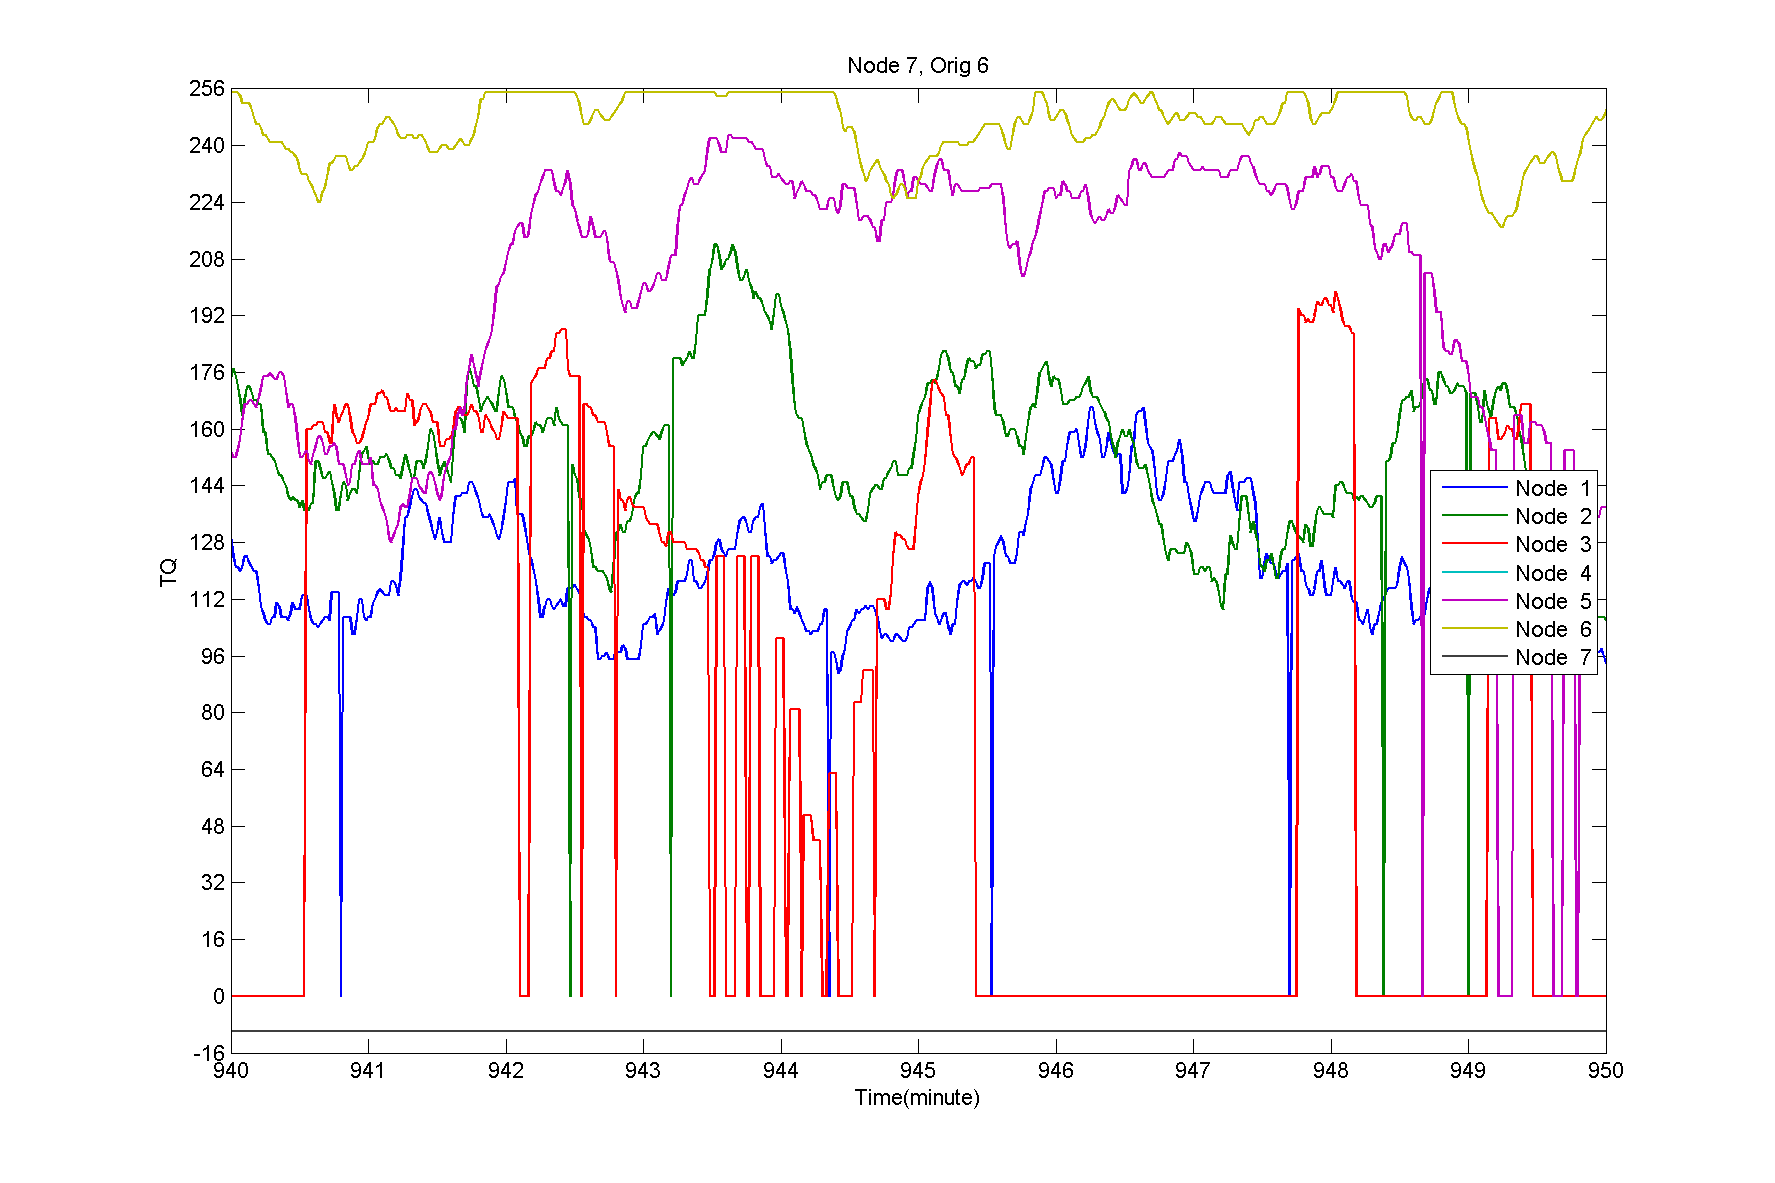 Node 7, Orig 6
256
240
224
208
192
176
160
144
128
112
96
80
64
48
32
16
0
-16
TQ
Node 1
Node 2
Node 3
Node 4
Node 5
Node 6
Node 7
940 941 942 943 944 945 946 947 948 949 950
Time(minute)